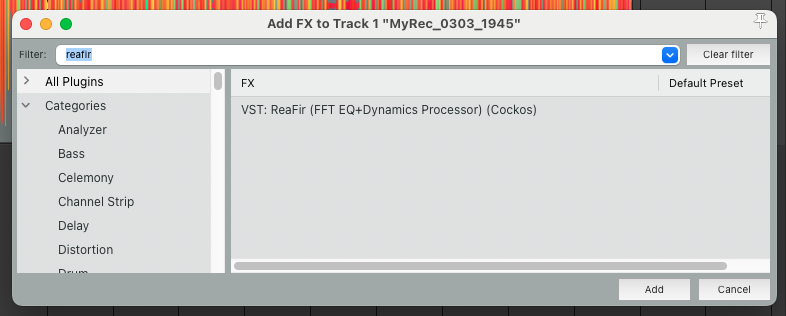 Add FX to Track 1 "MyRec_0303_1945"
Filter: reafir Clear filter
All Plugins
Categories
Analyzer
Bass
Celemony
Channel Strip
Delay
Distortion
Drum
FX Default Preset
VST: ReaFir (FFT EQ+Dynamics Processor) (Cockos)
Add Cancel